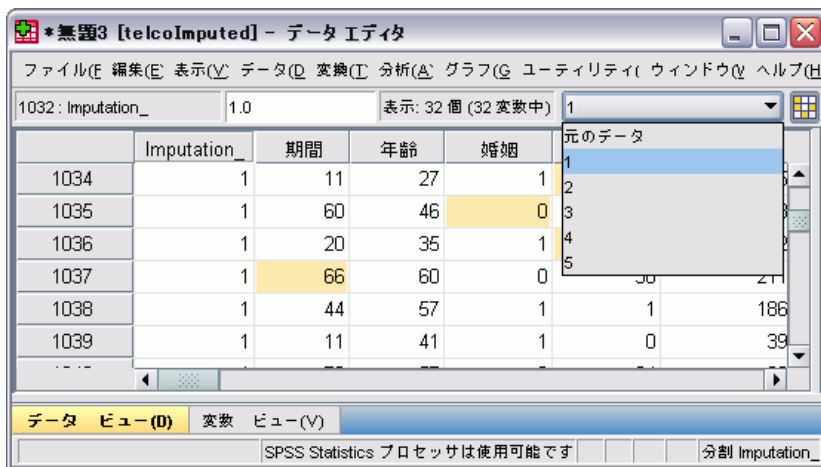 *無題3 [telcoImputed] - データ エディタ
ファイル(F 編集(E) 表示(V) データ(D 変換(T) 分析(A) グラフ(G ユーティリティ( ウィンドウ(W ヘルプ(H
1032 : Imputation_ 1.0 表示: 32 個 (32 変数中) 1
元のデータ
1
2
3
4
5
Imputation_ 期間 年齢 婚姻
1034 1 11 27 1
1035 1 60 46 0
1036 1 20 35 1
1037 1 66 60 0
1038 1 44 57 1 1 186
1039 1 11 41 1 0 39
データ ビュー(D) 変数 ビュー(V)
SPSS Statistics プロセッサは使用可能です 分割 Imputation_